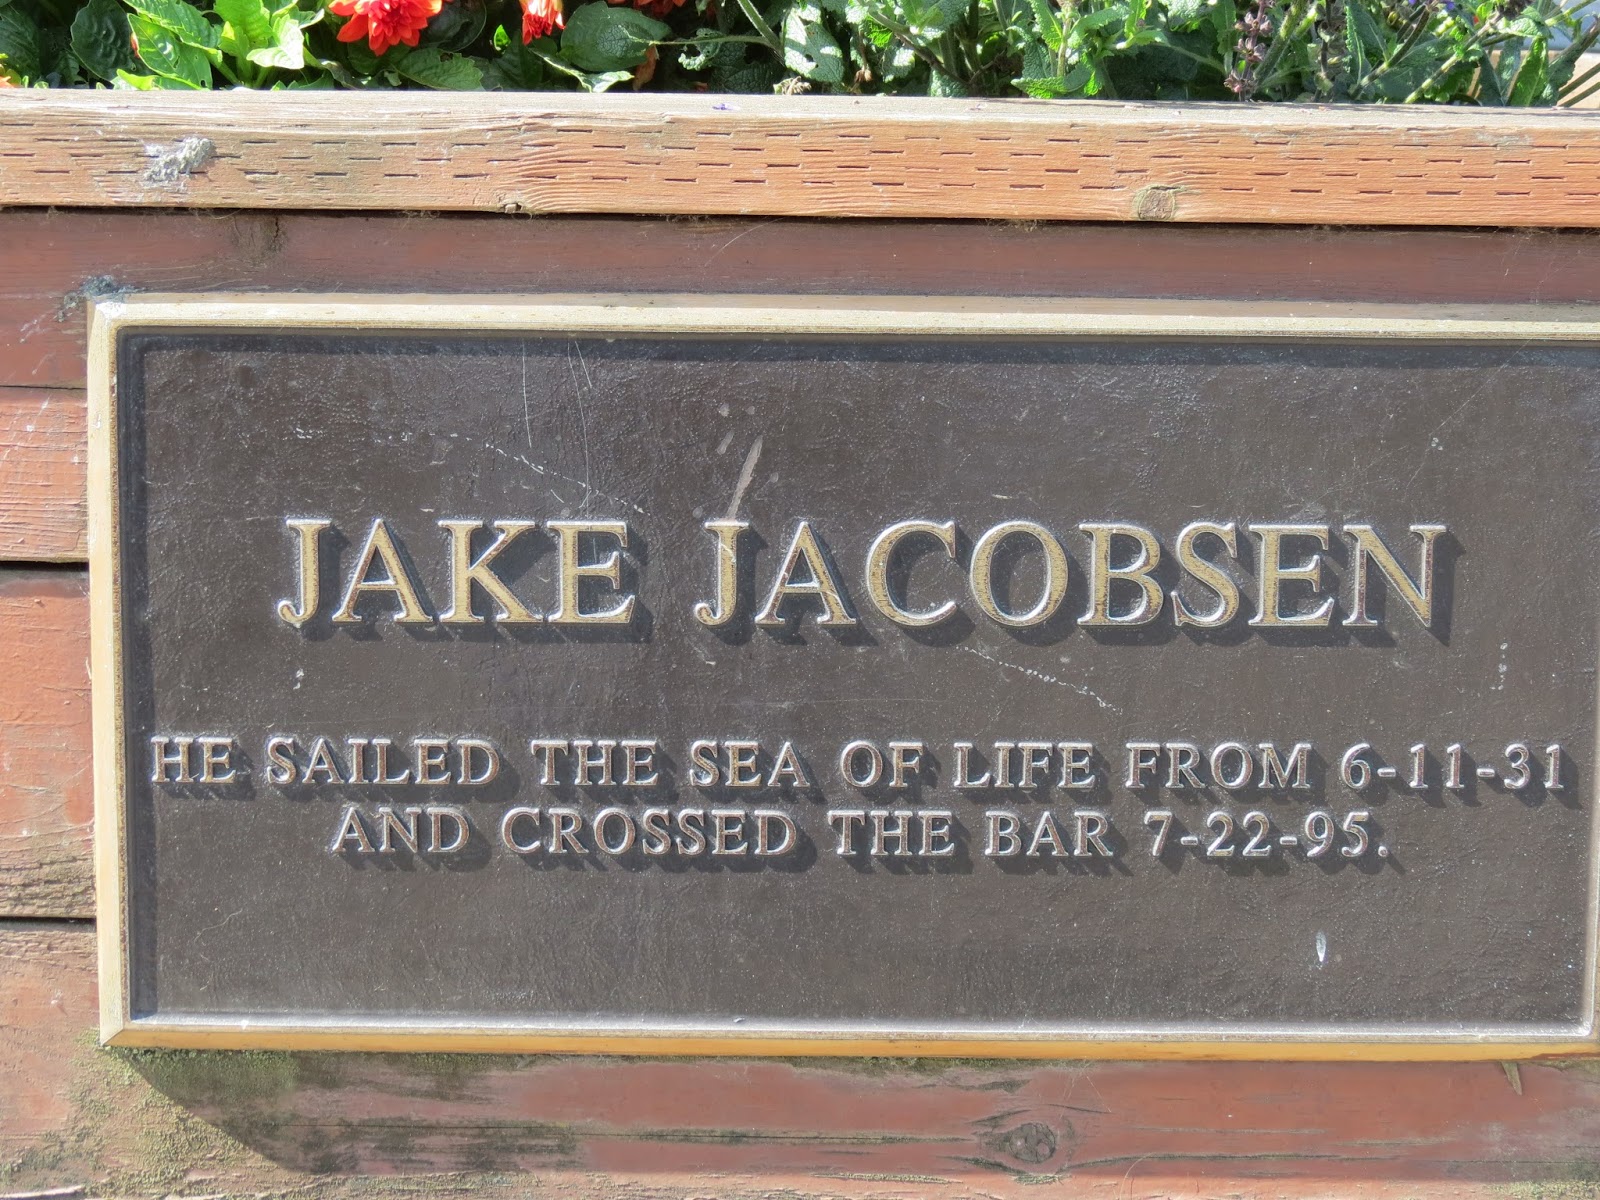 JAKE JACOBSEN
HE SAILED THE SEA OF LIFE FROM 6-11-31
AND CROSSED THE BAR 7-22-95.